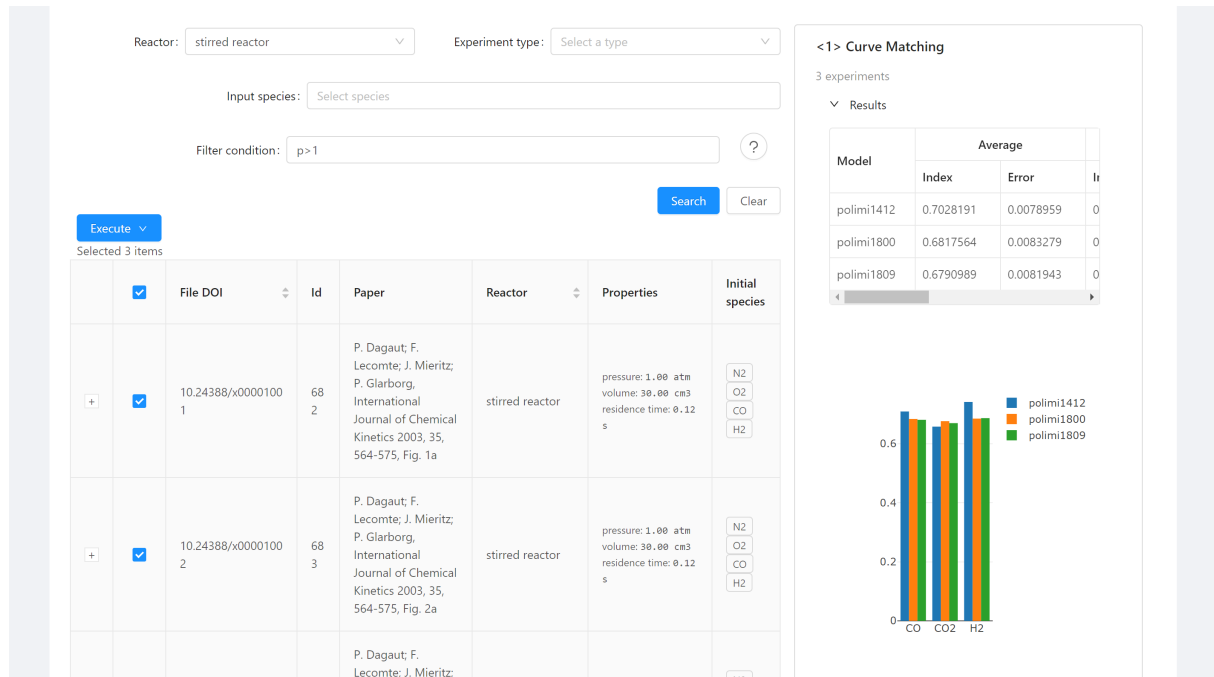 Reactor: stirred reactor Experiment type: Select a type
Input species: Select species
Filter condition: p>1 ?
Search Clear
Execute
Selected 3 items
File DOI Id Paper Reactor Properties Initial
species
10.24388/x0000100
1
68
2
P. Dagaut; F.
Lecomte; J. Mieritz;
P. Glarborg,
International
Journal of Chemical
Kinetics 2003, 35,
564-575, Fig. 1a
stirred reactor
pressure: 1.00 atm
volume: 30.00 cm3
residence time: 0.12
s
N2
O2
CO
H2
10.24388/x0000100
2
68
3
P. Dagaut; F.
Lecomte; J. Mieritz;
P. Glarborg,
International
Journal of Chemical
Kinetics 2003, 35,
564-575, Fig. 2a
stirred reactor
pressure: 1.00 atm
volume: 30.00 cm3
residence time: 0.12
s
N2
O2
CO
H2
P. Dagaut; F.
Lecomte; J. Mieritz;
<1> Curve Matching
3 experiments
Results
Model Average
Index Error
polimi1412 0.7028191 0.0078959 0
polimi1800 0.6817564 0.0083279 0
polimi1809 0.6790989 0.0081943 0
polimi1412
polimi1800
polimi1809
0.6
0.4
0.2
0
CO CO2 H2